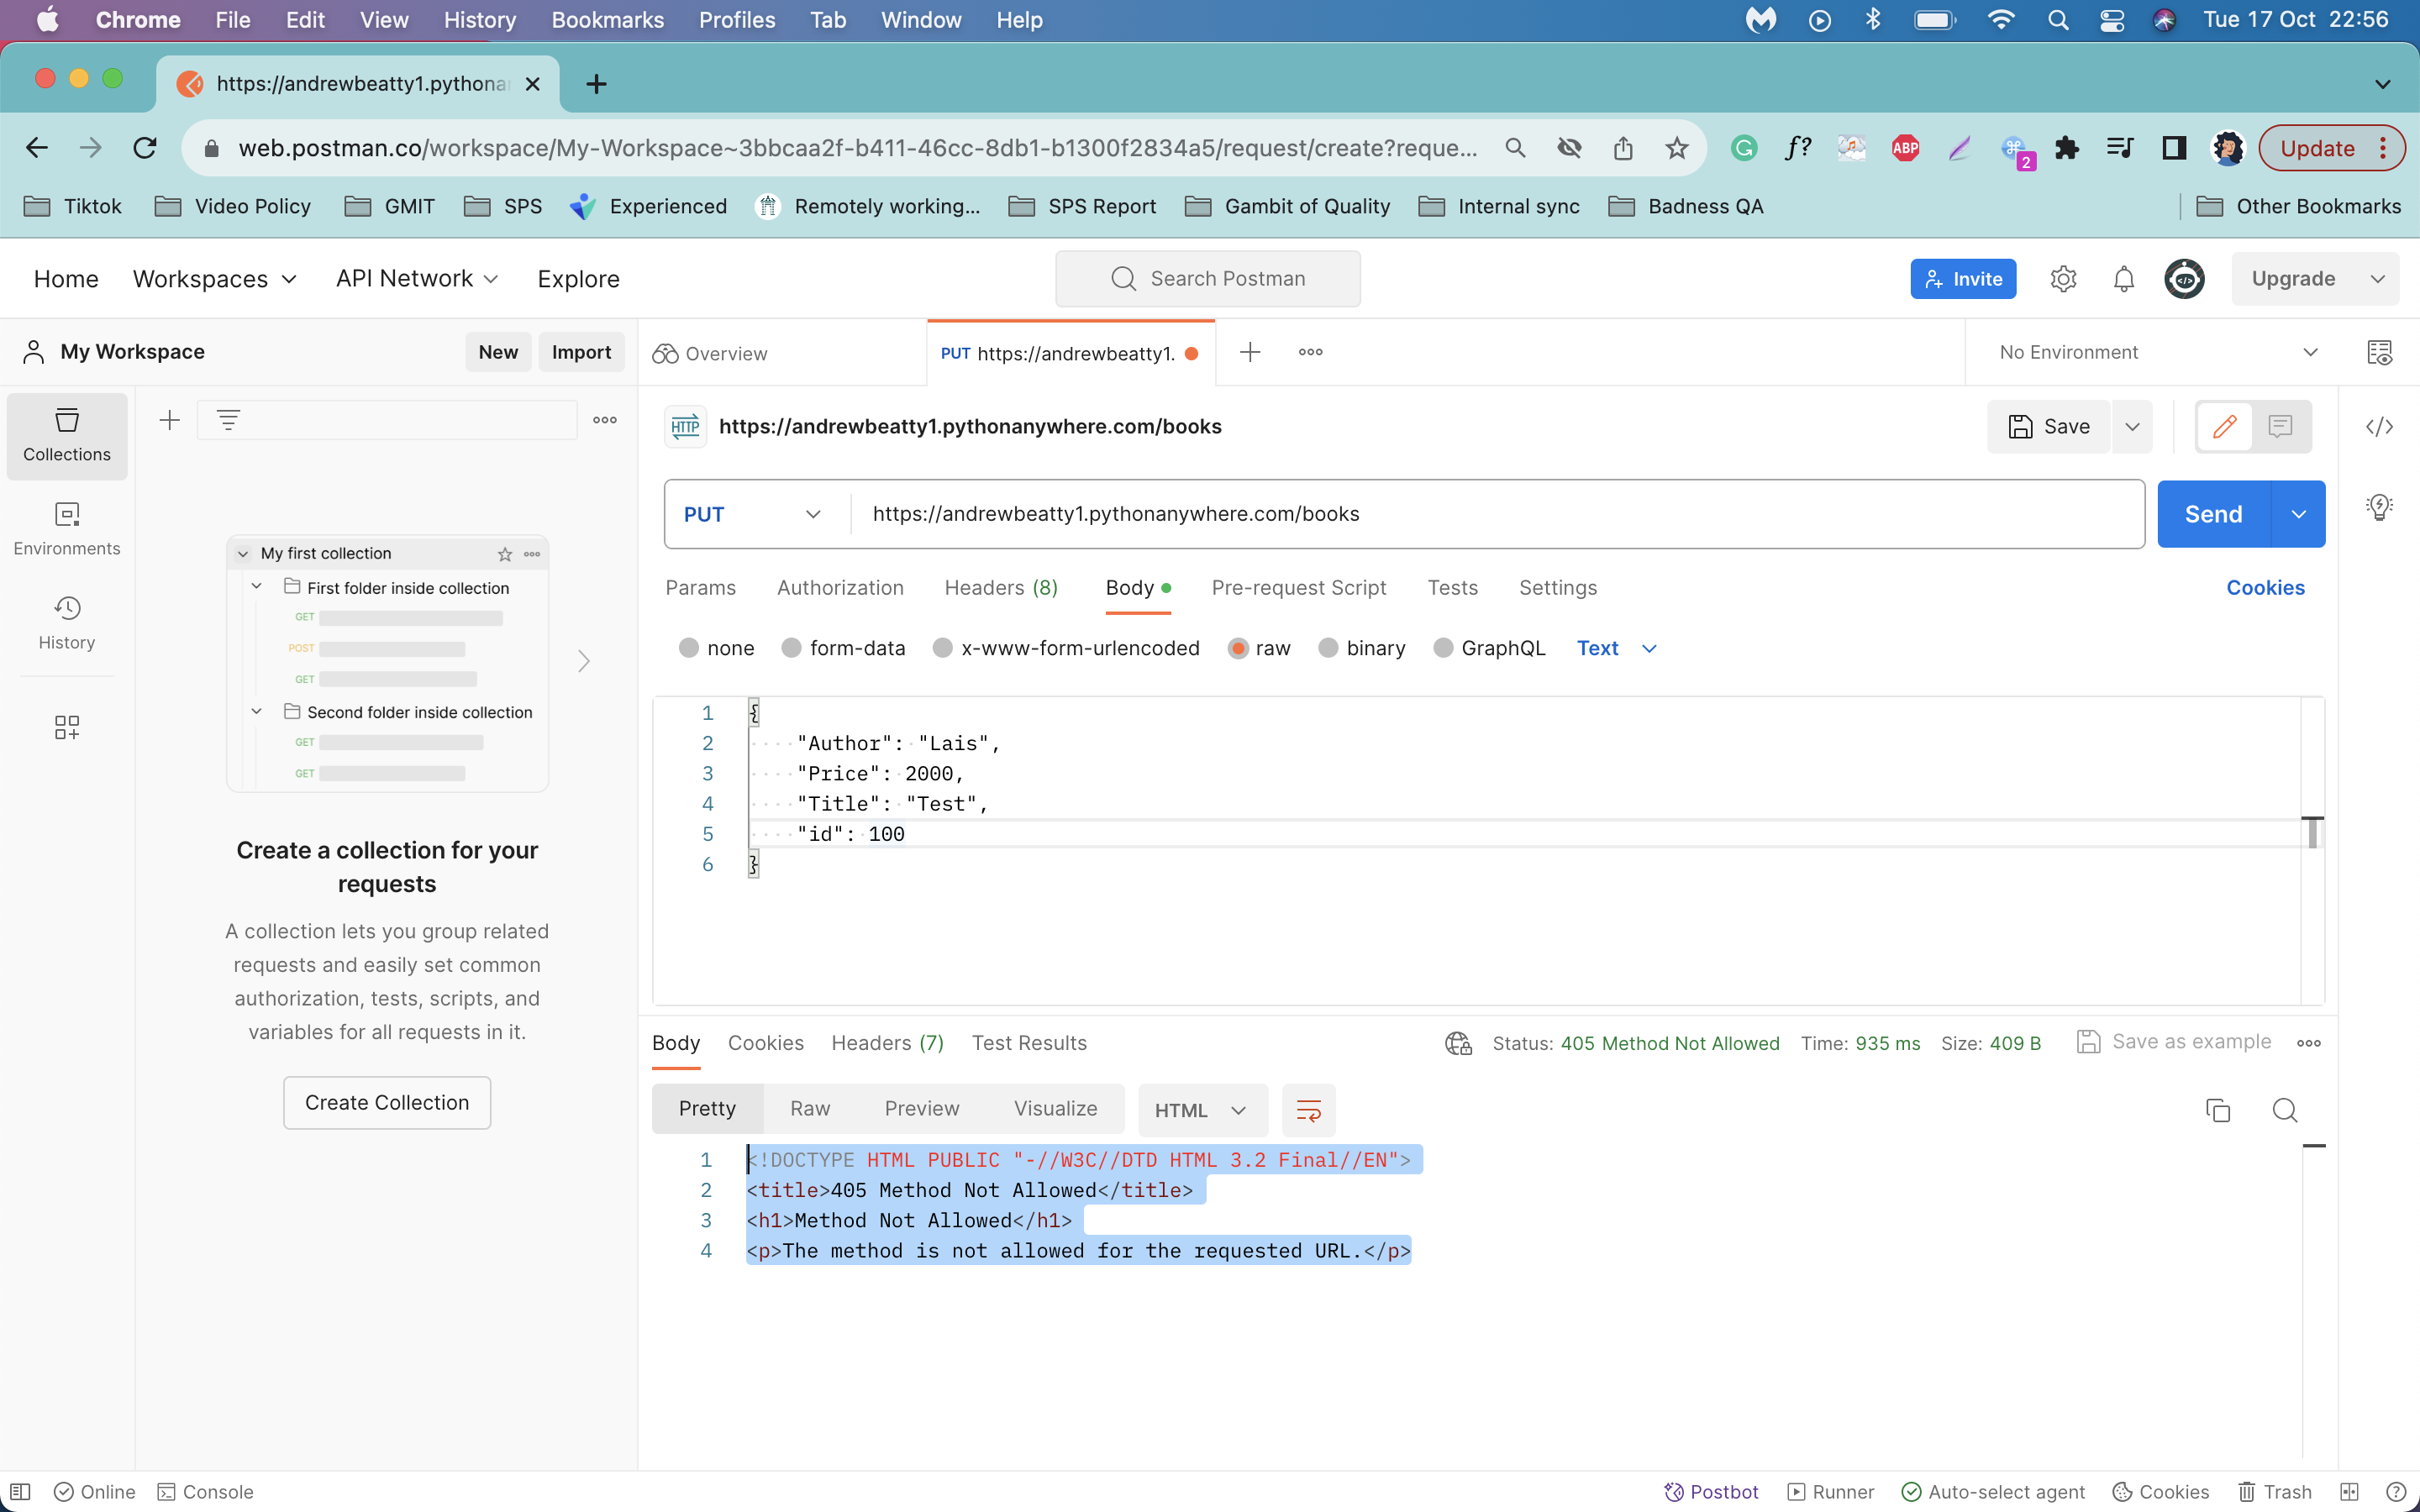 Chrome File Edit View History Bookmarks Profiles Tab Window Help Tue 17 Oct 22:56
https://andrewbeatty1.pythona
web.postman.co/workspace/My-Workspace~3bbcaa2f-b411-46cc-8db1-b1300f2834a5/request/create?reque... G f? ABP 2 Update
Tiktok Video Policy GMIT SPS Experienced Remotely working... SPS Report Gambit of Quality Internal sync Badness QA Other Bookmarks
Home Workspaces API Network Explore Search Postman Invite Upgrade
My Workspace New Import Overview PUT https://andrewbeatty1. No Environment
Collections
Environments
History
My first collection
First folder inside collection
GET
POST
GET
Second folder inside collection
GET
GET
Create a collection for your
requests
A collection lets you group related
requests and easily set common
authorization, tests, scripts, and
variables for all requests in it.
Create Collection
HTTP https://andrewbeatty1.pythonanywhere.com/books Save
PUT https://andrewbeatty1.pythonanywhere.com/books Send
Params Authorization Headers (8) Body Pre-request Script Tests Settings Cookies
none form-data x-www-form-urlencoded raw binary GraphQL Text
1 {
2 "Author": "Lais",
3 "Price": 2000,
4 "Title": "Test",
5 "id": 100
6 }
Body Cookies Headers (7) Test Results Status: 405 Method Not Allowed Time: 935 ms Size: 409 B Save as example
Pretty Raw Preview Visualize HTML
1 <!DOCTYPE HTML PUBLIC "-//W3C//DTD HTML 3.2 Final//EN">
2 <title>405 Method Not Allowed</title>
3 <h1>Method Not Allowed</h1>
4 <p>The method is not allowed for the requested URL.</p>
Online Console Postbot Runner Auto-select agent Cookies Trash